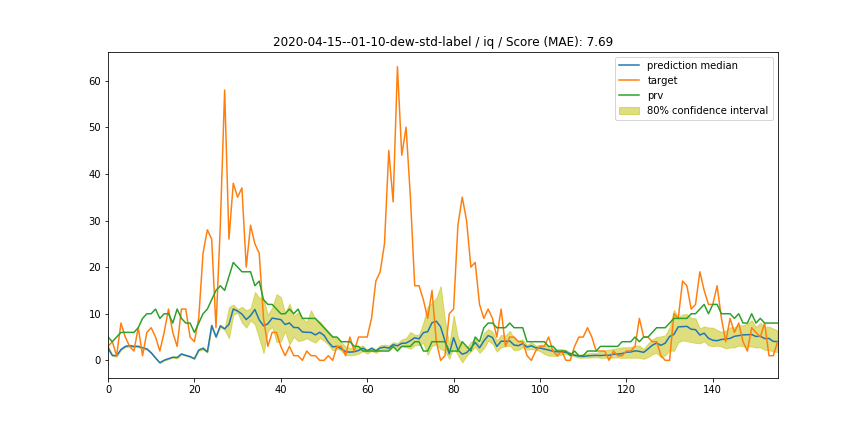 2020-04-15--01-10-dew-std-label / iq / Score (MAE): 7.69
prediction median
target
prv
80% confidence interval
60
50
40
30
20
10
0
0 20 40 60 80 100 120 140